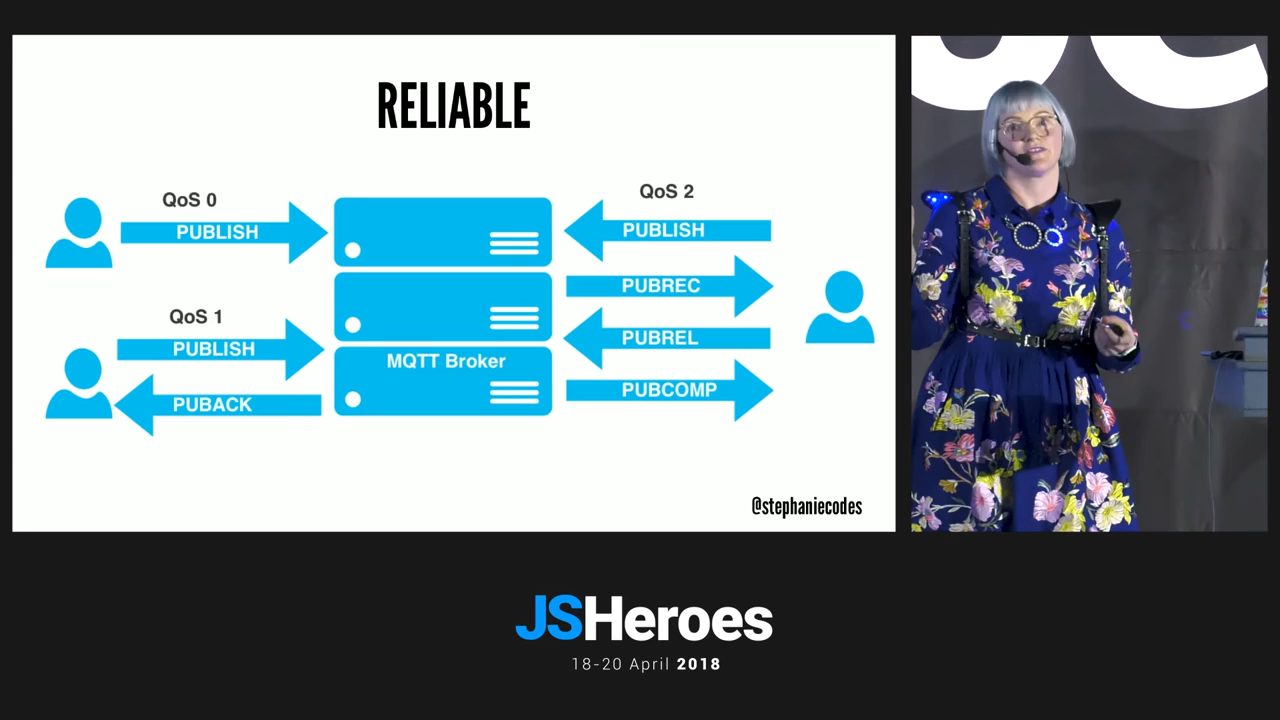 RELIABLE
QoS 0
PUBLISH
QoS 1
PUBLISH
PUBACK
MQTT Broker
QoS 2
PUBLISH
PUBREC
PUBREL
PUBCOMP
@stephaniecodes
JSHeroes
18-20 April 2018